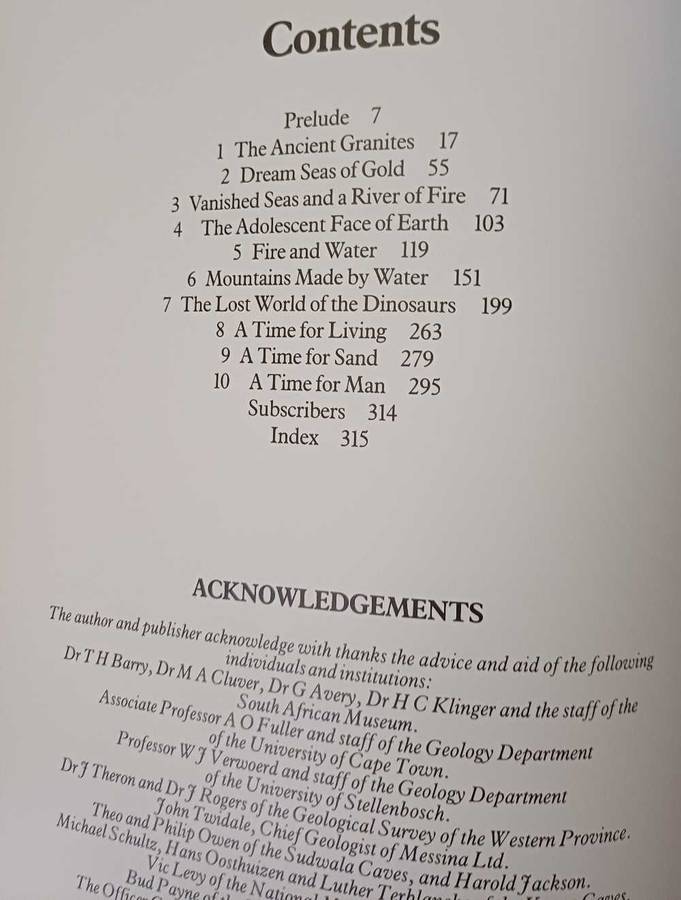 Contents
Prelude 7
1 The Ancient Granites 17
2 Dream Seas of Gold 55
3 Vanished Seas and a River of Fire 71
4 The Adolescent Face of Earth 103
5 Fire and Water 119
6 Mountains Made by Water 151
7 The Lost World of the Dinosaurs 199
8 A Time for Living 263
9 A Time for Sand 279
10 A Time for Man 295
Subscribers 314
Index 315
ACKNOWLEDGEMENTS
The author and publisher acknowledge with thanks the advice and aid of the following
individuals and institutions:
Dr T H Barry, Dr M A Cluver, Dr G Avery, Dr H C Klinger and the staff of the
South African Museum.
Associate Professor A O Fuller and staff of the Geology Department
of the University of Cape Town.
Professor W J Verwoerd and staff of the Geology Department
of the University of Stellenbosch.
Dr J Theron and Dr J Rogers of the Geological Survey of the Western Province.
John Twidale, Chief Geologist of Messina Ltd.
Theo and Philip Owen of the Sudwala Caves, and Harold Jackson.
Michael Schultz, Hans Oosthuizen and Luther
Vic Levy of the National
Bud Payne of
The